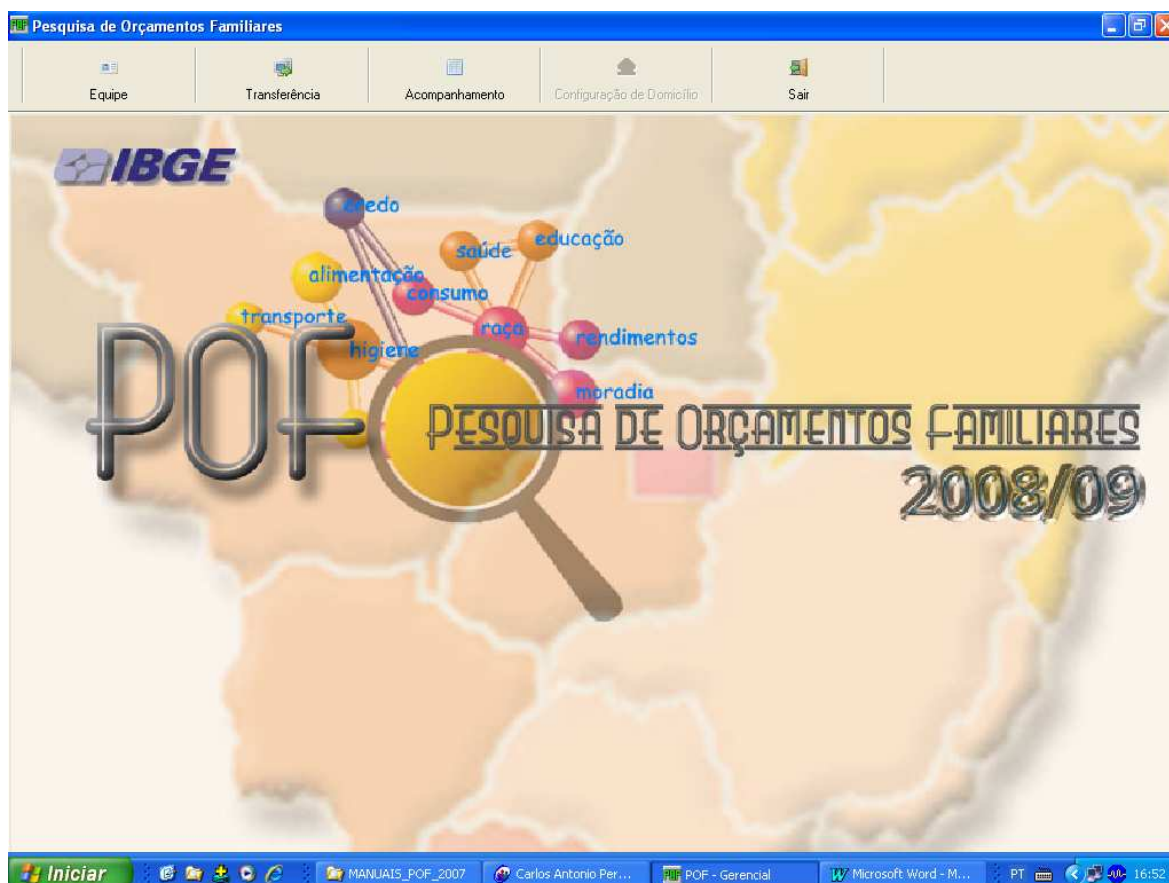 POF Pesquisa de Orçamentos Familiares
Equipe
Transferência
Acompanhamento
Configuração de Domicílio
Sair
IBGE
credo
educação
saúde
alimentação
consumo
transporte
raça
rendimentos
higiene
moradia
POF
PESQUISA DE ORÇAMENTOS FAMILIARES
2008/09
Iniciar
MANUAIS_POF_2007
Carlos Antonio Per...
POF POF - Gerencial
W Microsoft Word - M...
PT
16:52